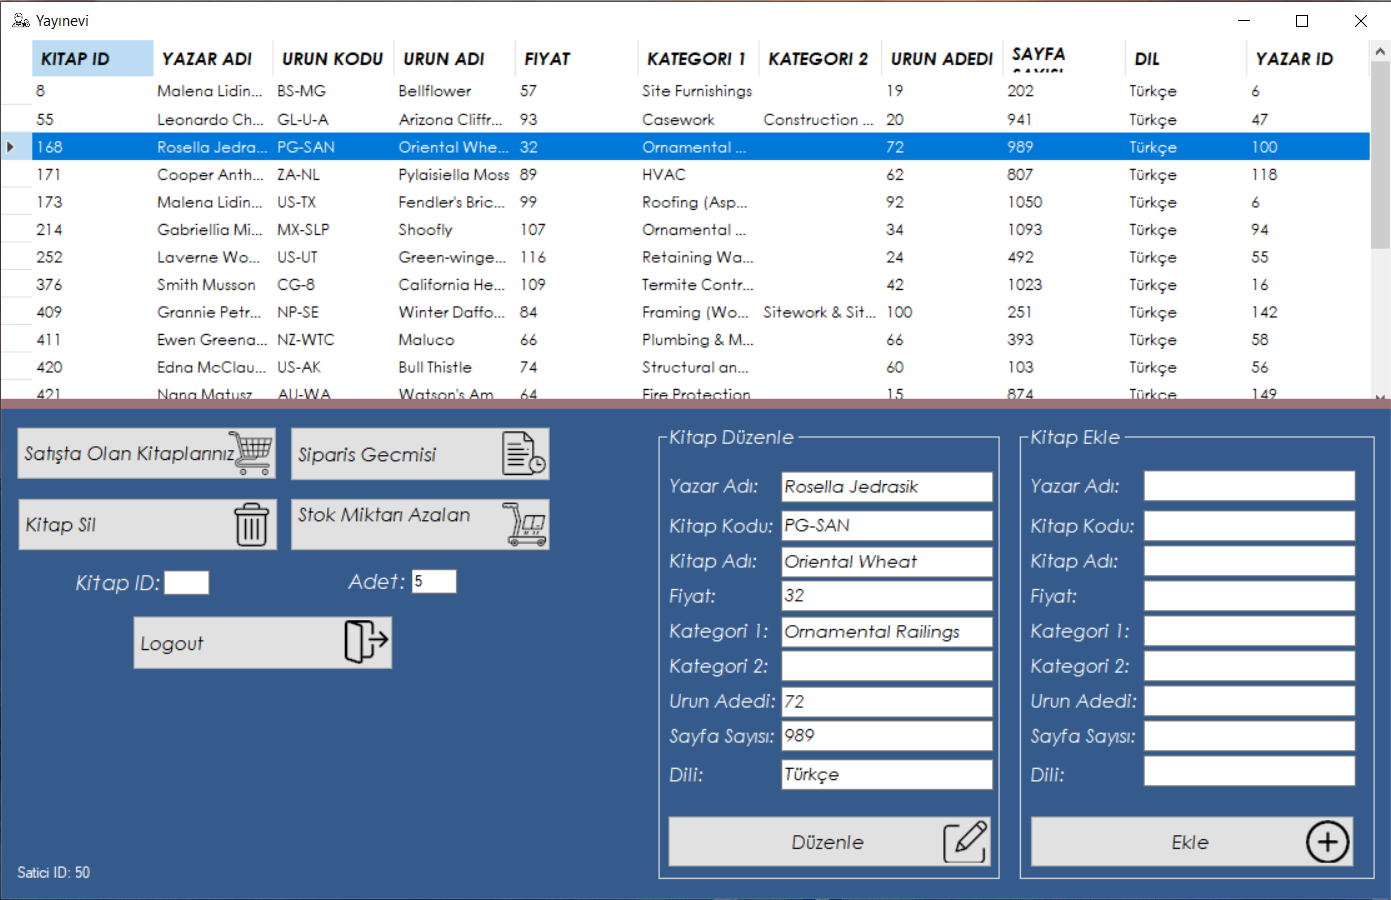 Yayınevi
KITAP ID YAZAR ADI URUN KODU URUN ADI FIYAT KATEGORI 1 KATEGORI 2 URUN ADEDI SAYFA SAYISI DIL YAZAR ID
8 Malena Lidin... BS-MG Bellflower 57 Site Furnishings 19 202 Türkçe 6
55 Leonardo Ch... GL-U-A Arizona Cliffr... 93 Casework Construction ... 20 941 Türkçe 47
168 Rosella Jedra... PG-SAN Oriental Whe... 32 Ornamental ... 72 989 Türkçe 100
171 Cooper Anth... ZA-NL Pylaisiella Moss 89 HVAC 62 807 Türkçe 118
173 Malena Lidin... US-TX Fendler's Bric... 99 Roofing (Asp... 92 1050 Türkçe 6
214 Gabriellia Mi... MX-SLP Shoofly 107 Ornamental ... 34 1093 Türkçe 94
252 Laverne Wo... US-UT Green-winge... 116 Retaining Wa... 24 492 Türkçe 55
376 Smith Musson CG-8 California He... 109 Termite Contr... 42 1023 Türkçe 16
409 Grannie Petr... NP-SE Winter Daffo... 84 Framing (Wo... Sitework & Sit... 100 251 Türkçe 142
411 Ewen Greena... NZ-WTC Maluco 66 Plumbing & M... 66 393 Türkçe 58
420 Edna McClau... US-AK Bull Thistle 74 Structural an... 60 103 Türkçe 56
421 Nana Matusz AU-WA Watson's Am 64 Fire Protection 15 874 Türkçe 149
Satışta Olan Kitaplarınız
Siparis Gecmisi
Kitap Sil
Stok Miktarı Azalan
Kitap ID:
Adet: 5
Logout
Satici ID: 50
Kitap Düzenle
Yazar Adı: Rosella Jedrasik
Kitap Kodu: PG-SAN
Kitap Adı: Oriental Wheat
Fiyat: 32
Kategori 1: Ornamental Railings
Kategori 2:
Urun Adedi: 72
Sayfa Sayısı: 989
Dili: Türkçe
Düzenle
Kitap Ekle
Yazar Adı:
Kitap Kodu:
Kitap Adı:
Fiyat:
Kategori 1:
Kategori 2:
Urun Adedi:
Sayfa Sayısı:
Dili:
Ekle